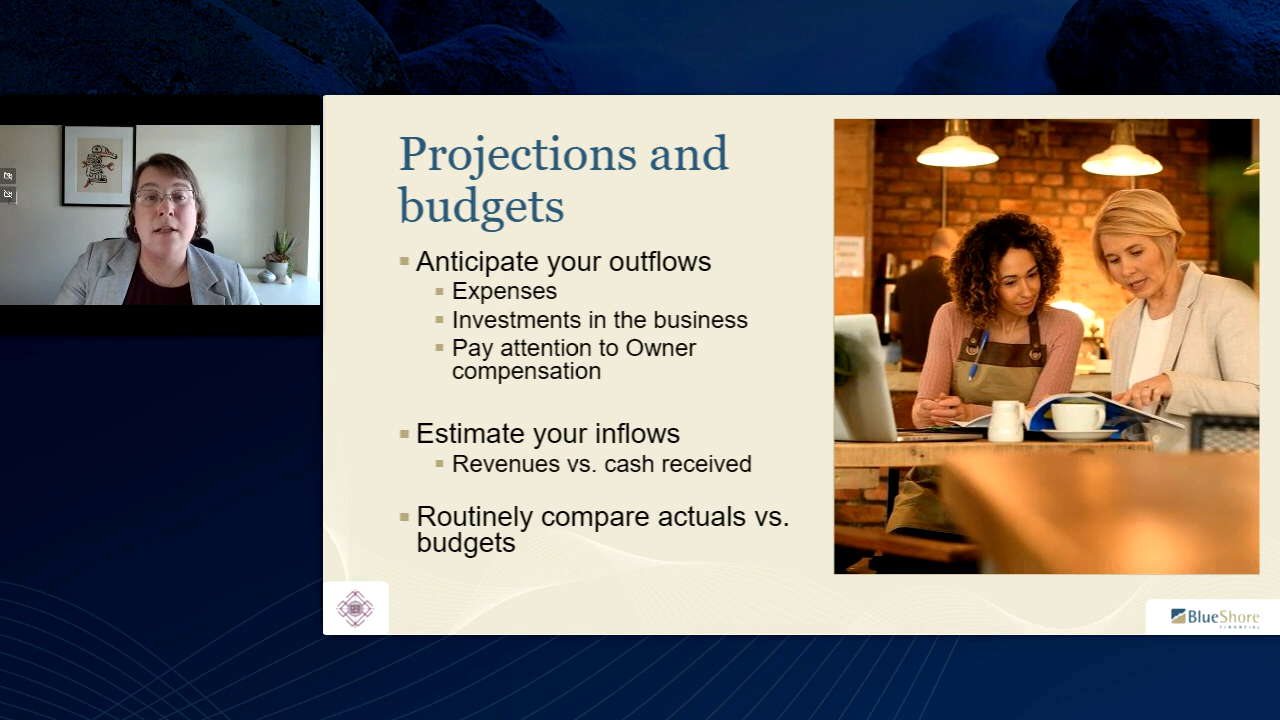 Projections and
budgets
Anticipate your outflows
Expenses
Investments in the business
Pay attention to Owner
compensation
Estimate your inflows
Revenues vs. cash received
Routinely compare actuals vs.
budgets
BlueShore
FINANCIAL